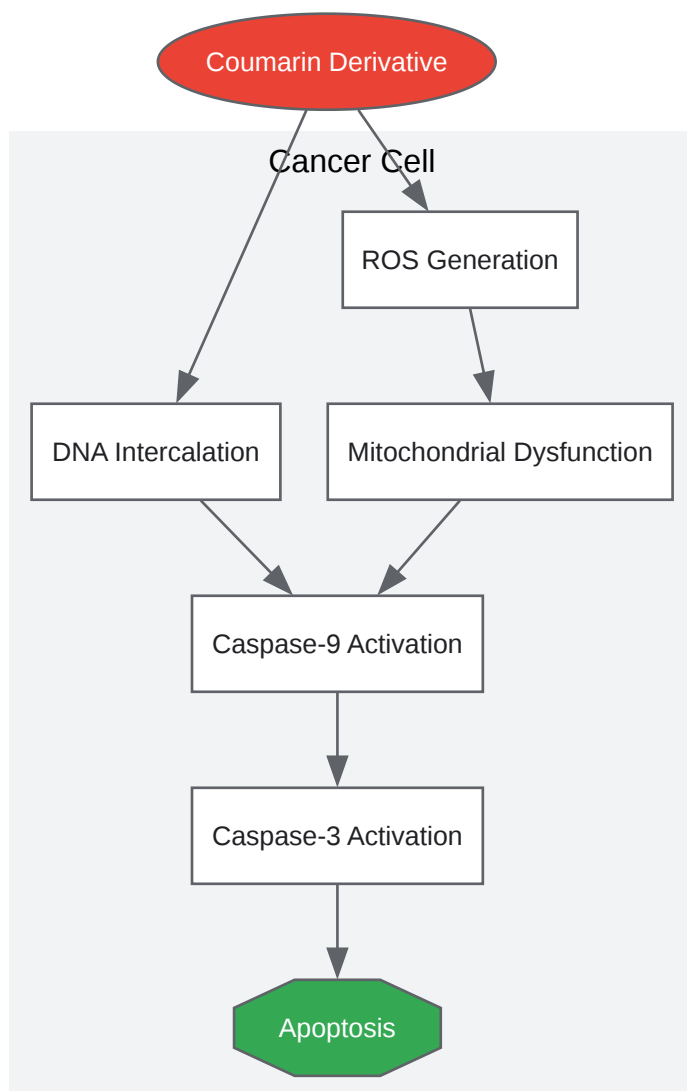 Coumarin Derivative
Cancer Cell
ROS Generation
DNA Intercalation
Mitochondrial Dysfunction
Caspase-9 Activation
Caspase-3 Activation
Apoptosis